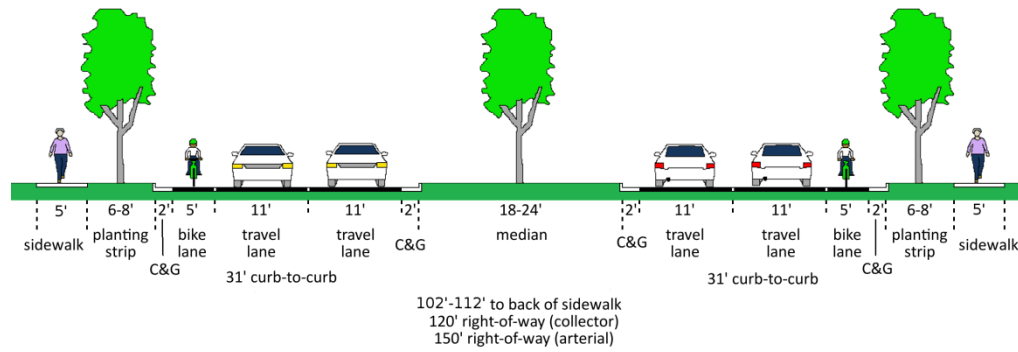 5' 6-8' 2' 5' 11' 11' 2' 18-24' 2' 11' 11' 5' 2' 6-8' 5'
sidewalk planting strip C&G bike lane travel lane travel lane C&G median C&G travel lane travel lane bike lane C&G planting strip sidewalk
31' curb-to-curb 31' curb-to-curb
102'-112' to back of sidewalk
120' right-of-way (collector)
150' right-of-way (arterial)